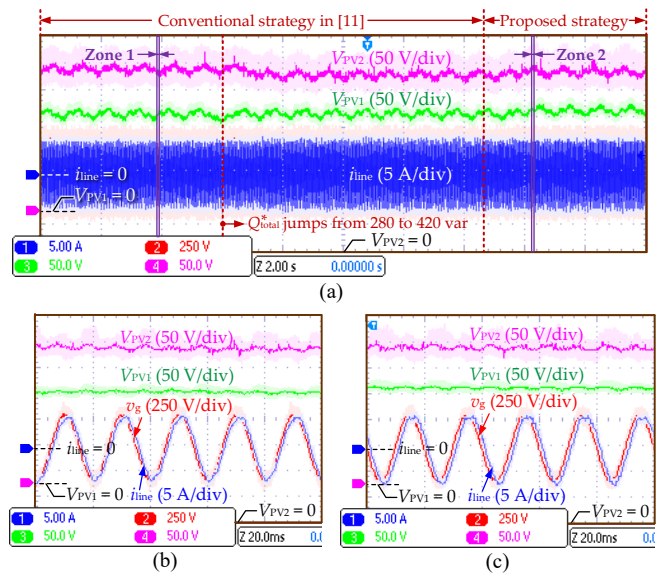 Conventional strategy in [11] Proposed strategy
Zone 1 Zone 2
T
VPV2 (50 V/div)
VPV1 (50 V/div)
iline = 0 iline (5 A/div)
VPV1 = 0
Q*total jumps from 280 to 420 var
VPV2 = 0
1 5.00 A 2 250 V
3 50.0 V 4 50.0 V
Z 2.00 s 0.00000 s
(a)
VPV2 (50 V/div)
VPV1 (50 V/div)
vg (250 V/div)
iline = 0
VPV1 = 0 iline (5 A/div)
VPV2 = 0
1 5.00 A 2 250 V
3 50.0 V 4 50.0 V
Z 20.0ms 0.0
(b)
T
VPV2 (50 V/div)
VPV1 (50 V/div)
vg (250 V/div)
iline = 0
VPV1 = 0 iline (5 A/div)
VPV2 = 0
1 5.00 A 2 250 V
3 50.0 V 4 50.0 V
Z 20.0ms
(c)